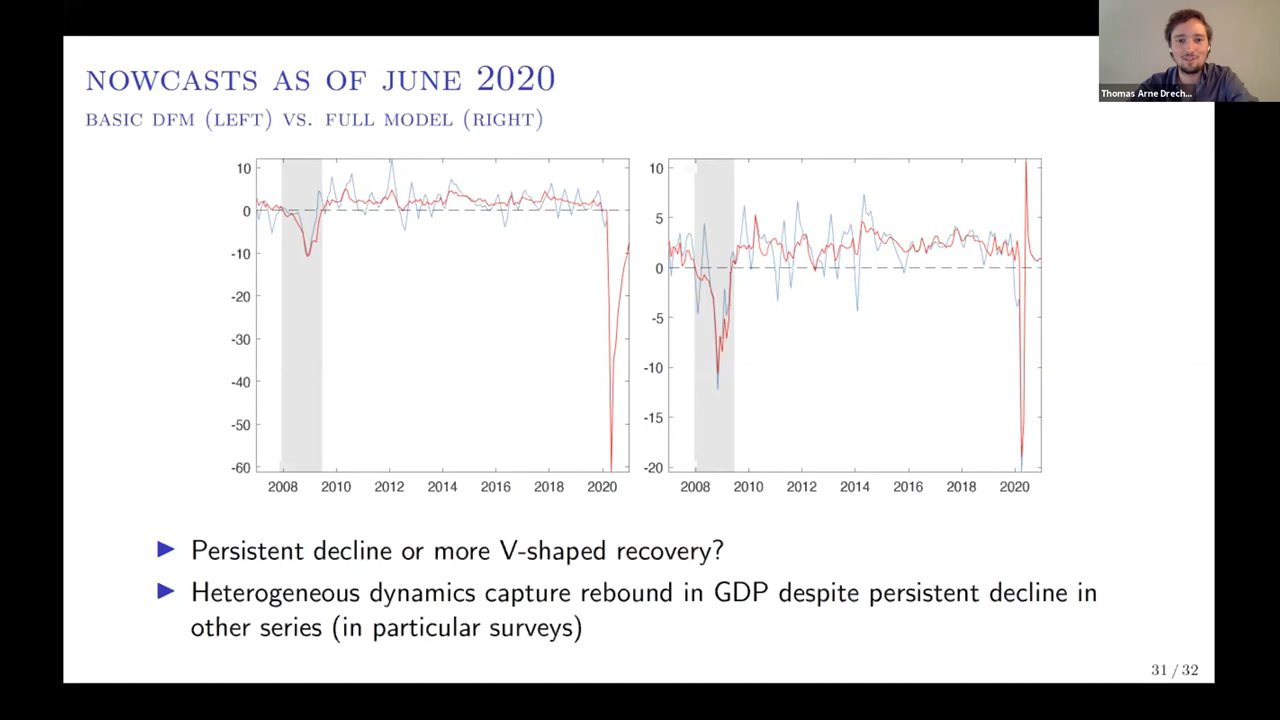 NOWCASTS AS OF JUNE 2020
BASIC DFM (LEFT) VS. FULL MODEL (RIGHT)
Thomas Arne Drech...
10
0
-10
-20
-30
-40
-50
-60
2008 2010 2012 2014 2016 2018 2020
10
5
0
-5
-10
-15
-20
2008 2010 2012 2014 2016 2018 2020
Persistent decline or more V-shaped recovery?
Heterogeneous dynamics capture rebound in GDP despite persistent decline in
other series (in particular surveys)
31 / 32